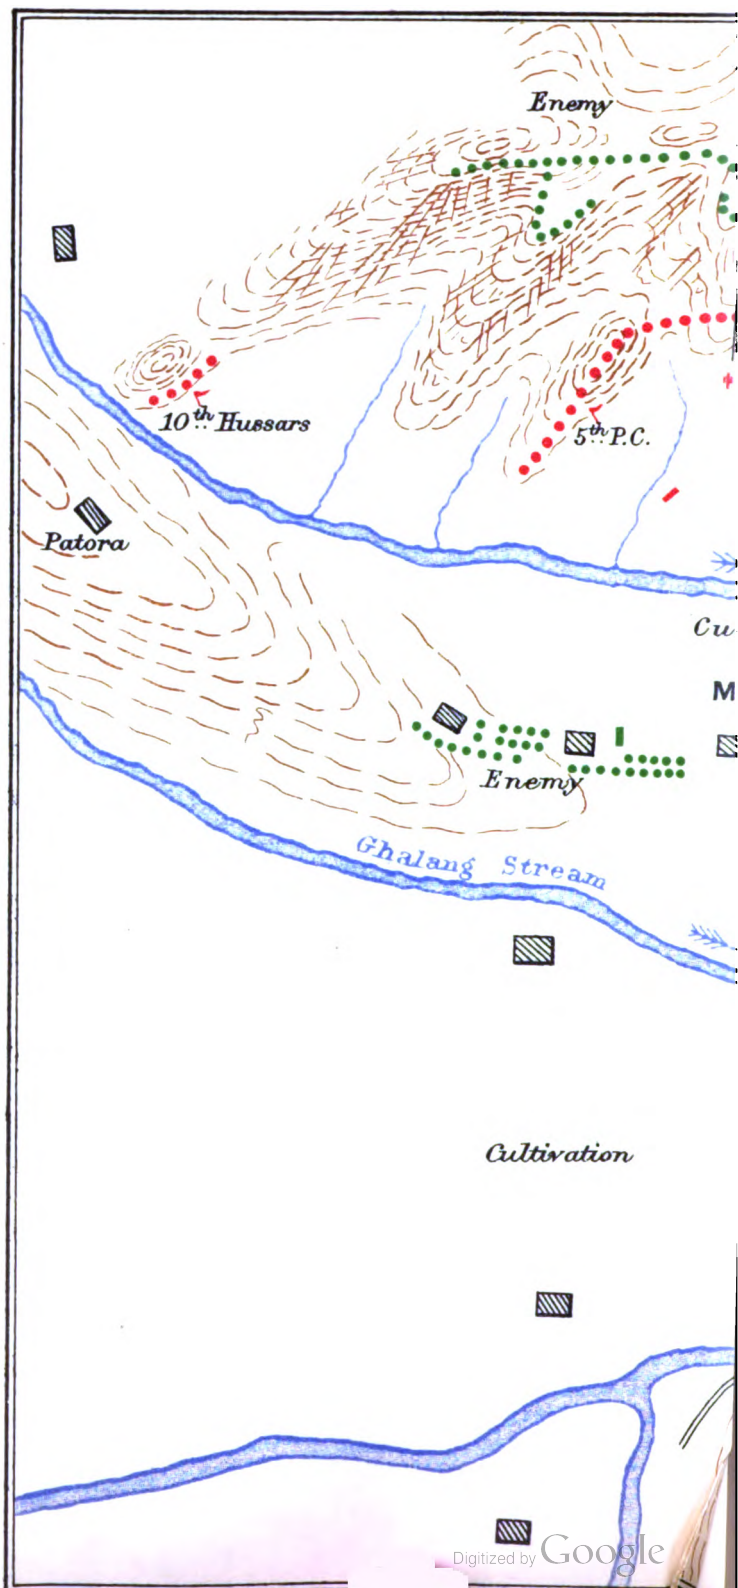 Enemy
10th Hussars
5th P.C.
Patora
Cu
M
Enemy
Ghalang Stream
Cultivation
Digitized by Google